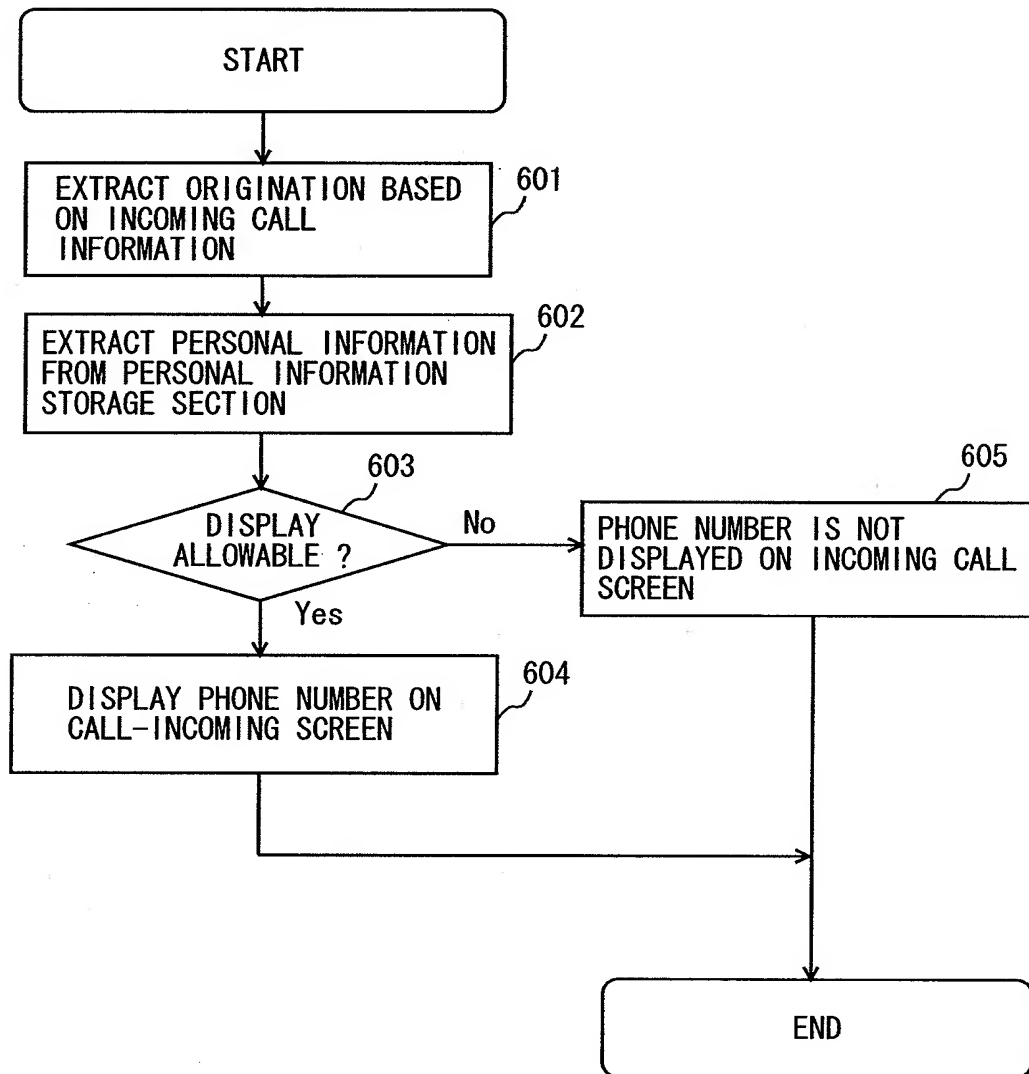 START
EXTRACT ORIGINATION BASED
ON INCOMING CALL
INFORMATION
601
EXTRACT PERSONAL INFORMATION
FROM PERSONAL INFORMATION
STORAGE SECTION
602
DISPLAY
ALLOWABLE ?
603
No
Yes
PHONE NUMBER IS NOT
DISPLAYED ON INCOMING CALL
SCREEN
605
DISPLAY PHONE NUMBER ON
CALL-INCOMING SCREEN
604
END